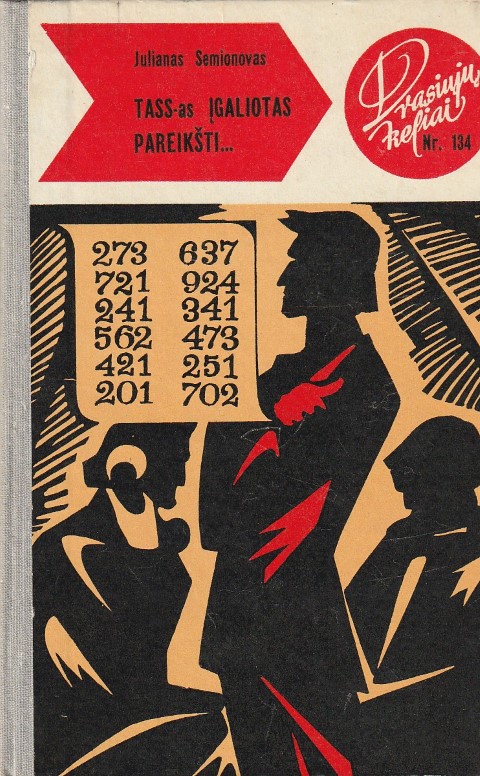 Julianas Semionovas
TASS-as ĮGALIOTAS
PAREIKŠTI...
Drąsiųjų
keliai
Nr. 134
273 637
721 924
241 341
562 473
421 251
201 702